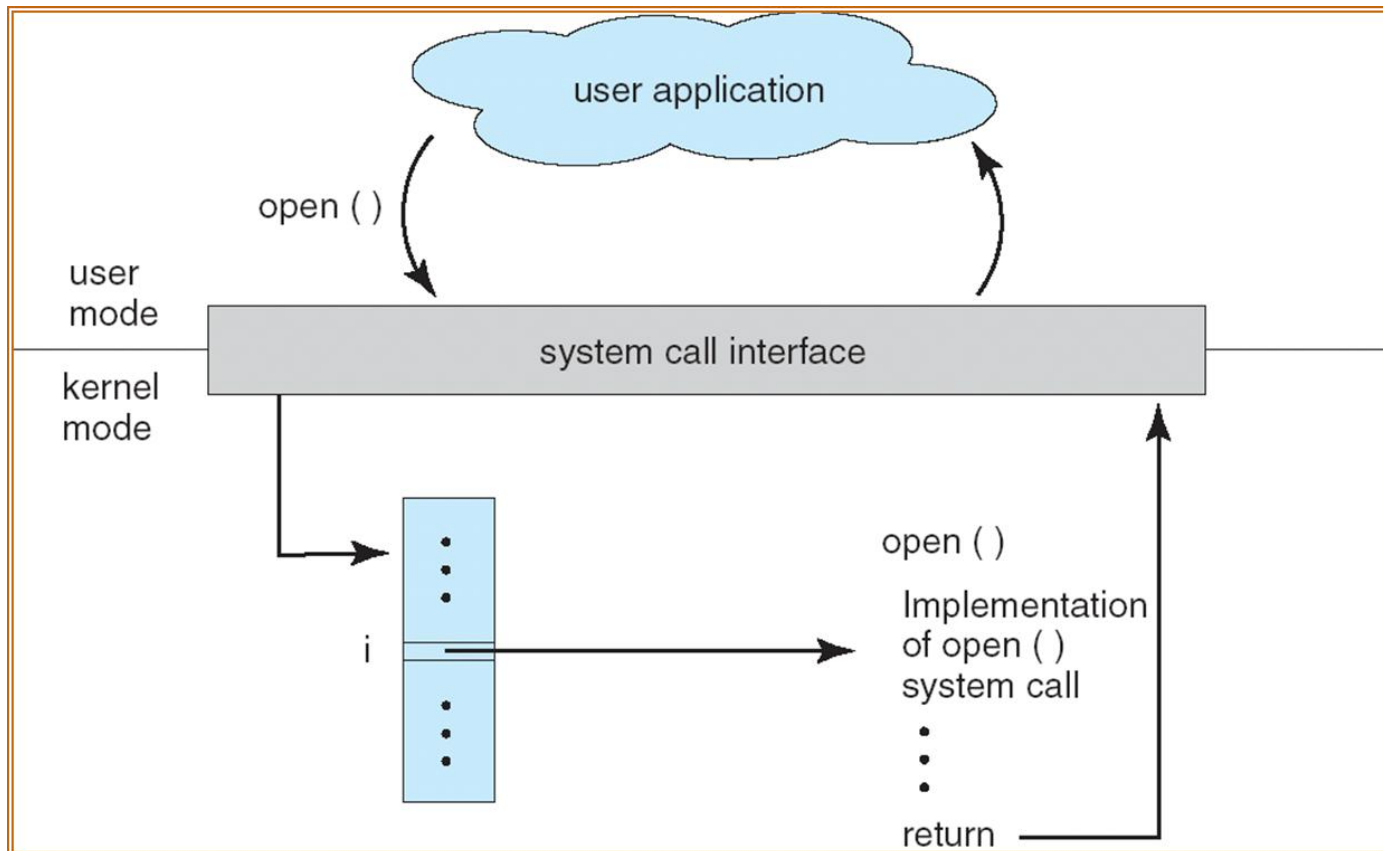 user application
open ( )
user
mode
system call interface
kernel
mode
i
open ( )
Implementation
of open ( )
system call
return